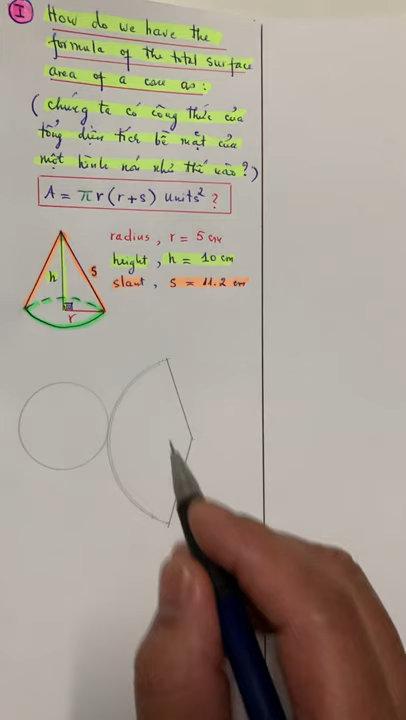 I How do we have the
formula of the total surface
area of a cone as:
(chúng ta có công thức của
tổng diện tích bề mặt của
một hình nón như thế nào?)
A = πr(r+s) units² ?
radius, r = 5 cm
height, h = 10 cm
slant, s = 11.2 cm
h
s
r